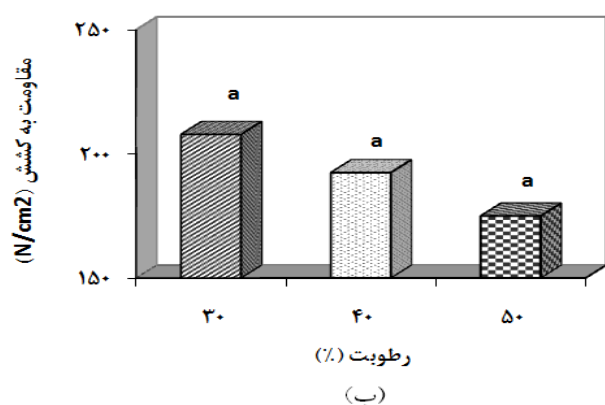 مقاومت به کشش (N/cm2)
۲۵۰
۲۰۰
۱۵۰
a
a
a
۳۰ ۴۰ ۵۰
رطوبت (%)
(ب)